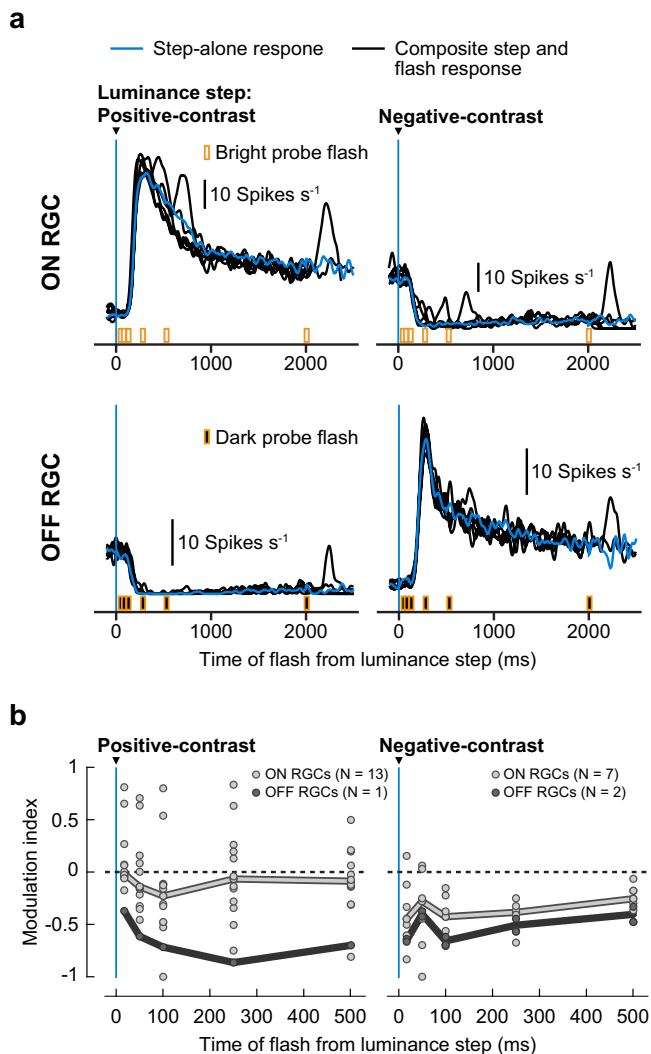 a
Step-alone respone
Composite step and
flash response
Luminance step:
Positive-contrast
Negative-contrast
ON RGC
Bright probe flash
10 Spikes s⁻¹
10 Spikes s⁻¹
0 1000 2000
0 1000 2000
OFF RGC
Dark probe flash
10 Spikes s⁻¹
10 Spikes s⁻¹
0 1000 2000
0 1000 2000
Time of flash from luminance step (ms)
b
Positive-contrast
Negative-contrast
ON RGCs (N = 13)
OFF RGCs (N = 1)
ON RGCs (N = 7)
OFF RGCs (N = 2)
Modulation index
1
0.5
0
-0.5
-1
0 100 200 300 400 500
0 100 200 300 400 500
Time of flash from luminance step (ms)